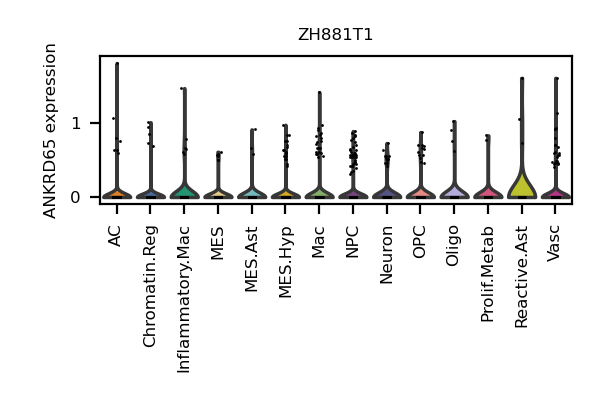 ZH881T1
ANKRD65 expression
1
0
AC
Chromatin.Reg
Inflammatory.Mac
MES
MES.Ast
MES.Hyp
Mac
NPC
Neuron
OPC
Oligo
Prolif.Metab
Reactive.Ast
Vasc